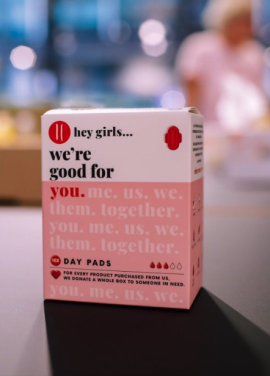 hey girls...
we're
good for
you. me. us. we.
them. together.
you. me. us. we.
them. together.
DAY PADS
FOR EVERY PRODUCT PURCHASED FROM US,
WE DONATE A WHOLE BOX TO SOMEONE IN NEED.
you. me. us. we.